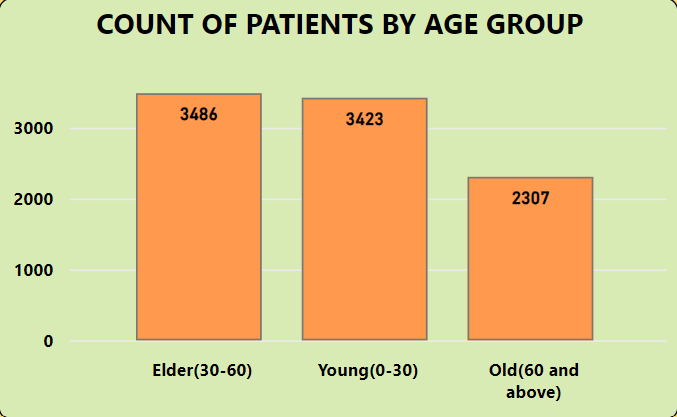 COUNT OF PATIENTS BY AGE GROUP
3486
3423
3000
2000
2307
1000
0
Elder(30-60)
Young(0-30)
Old(60 and
above)